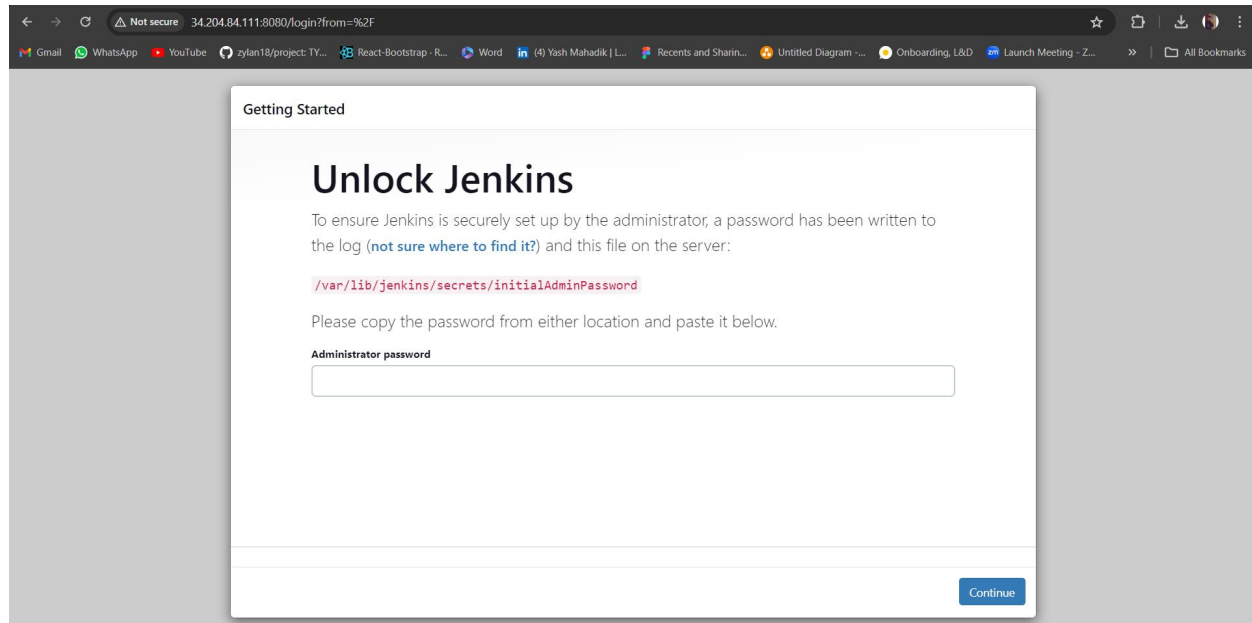 Not secure 34.204.84.111:8080/login?from=%2F
Gmail WhatsApp YouTube zylan18/project: TY... React-Bootstrap · R... Word (4) Yash Mahadik | L... Recents and Sharin... Untitled Diagram -... Onboarding, L&D zm Launch Meeting - Z... » All Bookmarks
Getting Started
Unlock Jenkins
To ensure Jenkins is securely set up by the administrator, a password has been written to
the log (not sure where to find it?) and this file on the server:
/var/lib/jenkins/secrets/initialAdminPassword
Please copy the password from either location and paste it below.
Administrator password
Continue